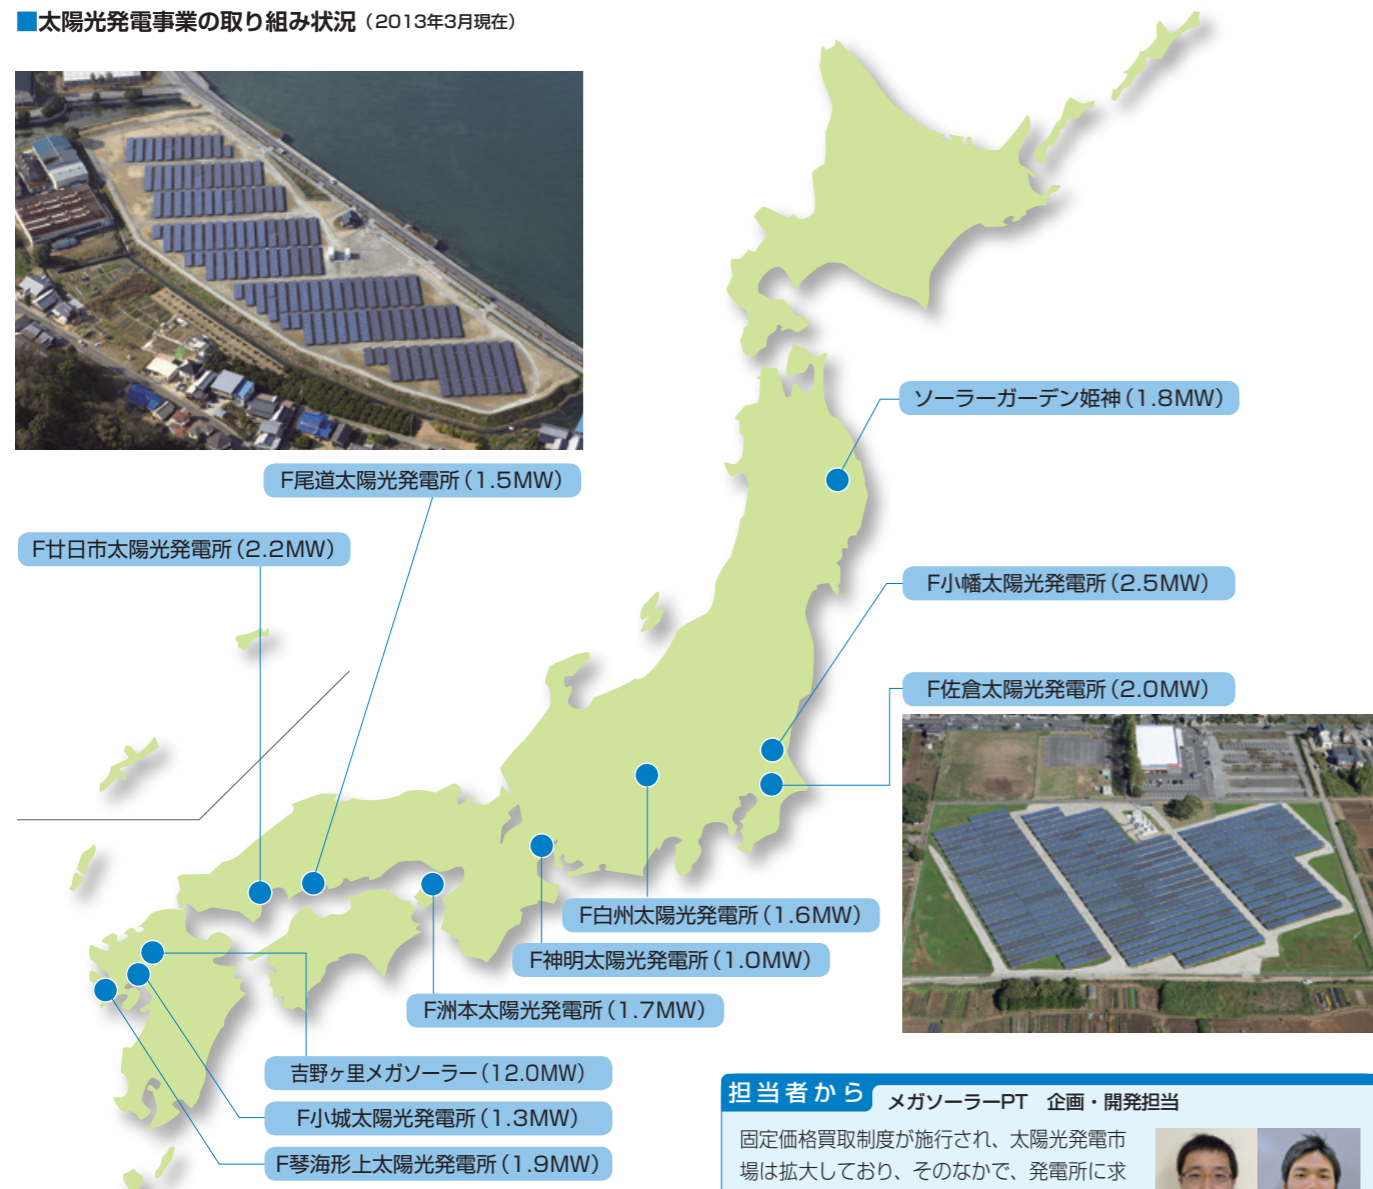 ■太陽光発電事業の取り組み状況（2013年3月現在）
ソーラーガーデン姫神（1.8MW）
F尾道太陽光発電所（1.5MW）
F廿日市太陽光発電所（2.2MW）
F小幡太陽光発電所（2.5MW）
F佐倉太陽光発電所（2.0MW）
F白州太陽光発電所（1.6MW）
F神明太陽光発電所（1.0MW）
F洲本太陽光発電所（1.7MW）
吉野ヶ里メガソーラー（12.0MW）
F小城太陽光発電所（1.3MW）
F琴海形上太陽光発電所（1.9MW）
担当者から メガソーラーPT　企画・開発担当
固定価格買取制度が施行され、太陽光発電市
場は拡大しており、そのなかで、発電所に求